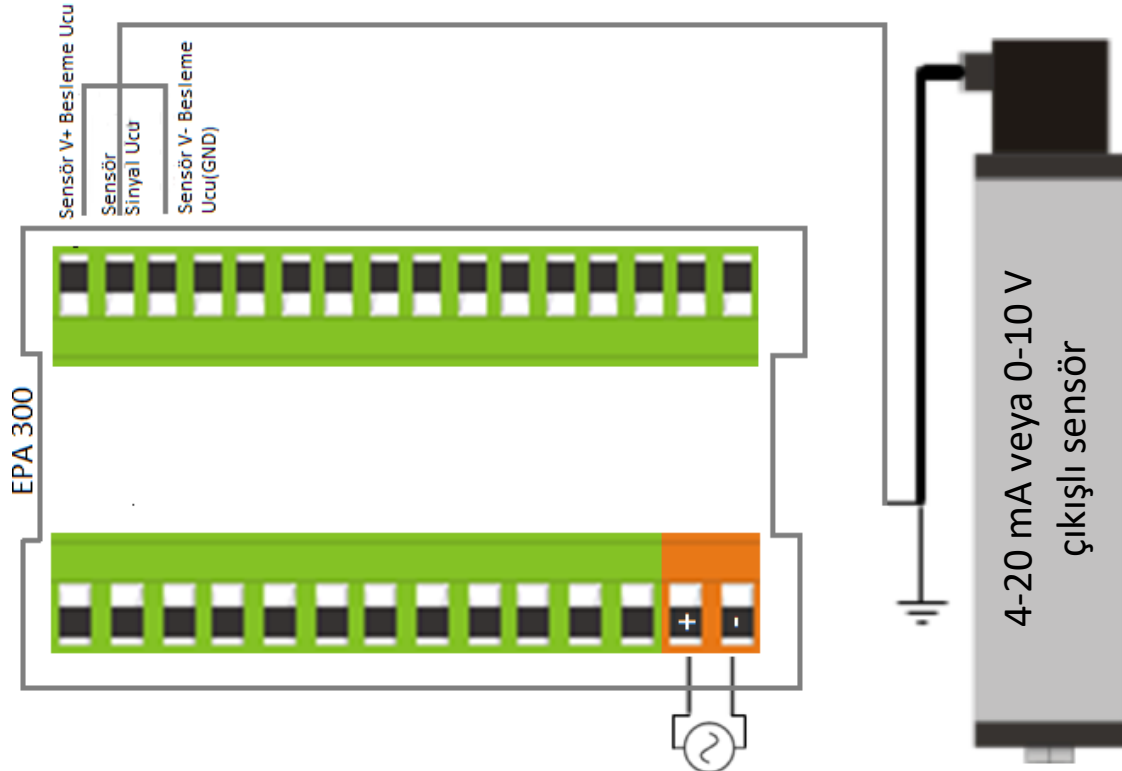 Sensör V+ Besleme Ucu
Sensör
Sinyal Ucu
Sensör V- Besleme
Ucu(GND)
EPA 300
+
-
4-20 mA veya 0-10 V
çıkışlı sensör